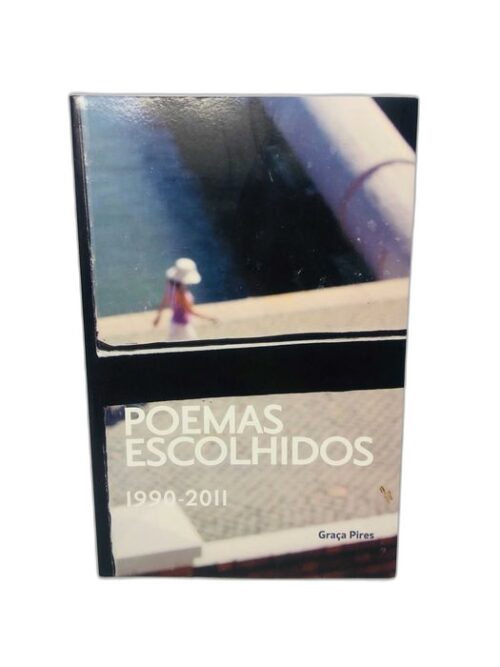 POEMAS
ESCOLHIDOS
1990-2011
Graça Pires